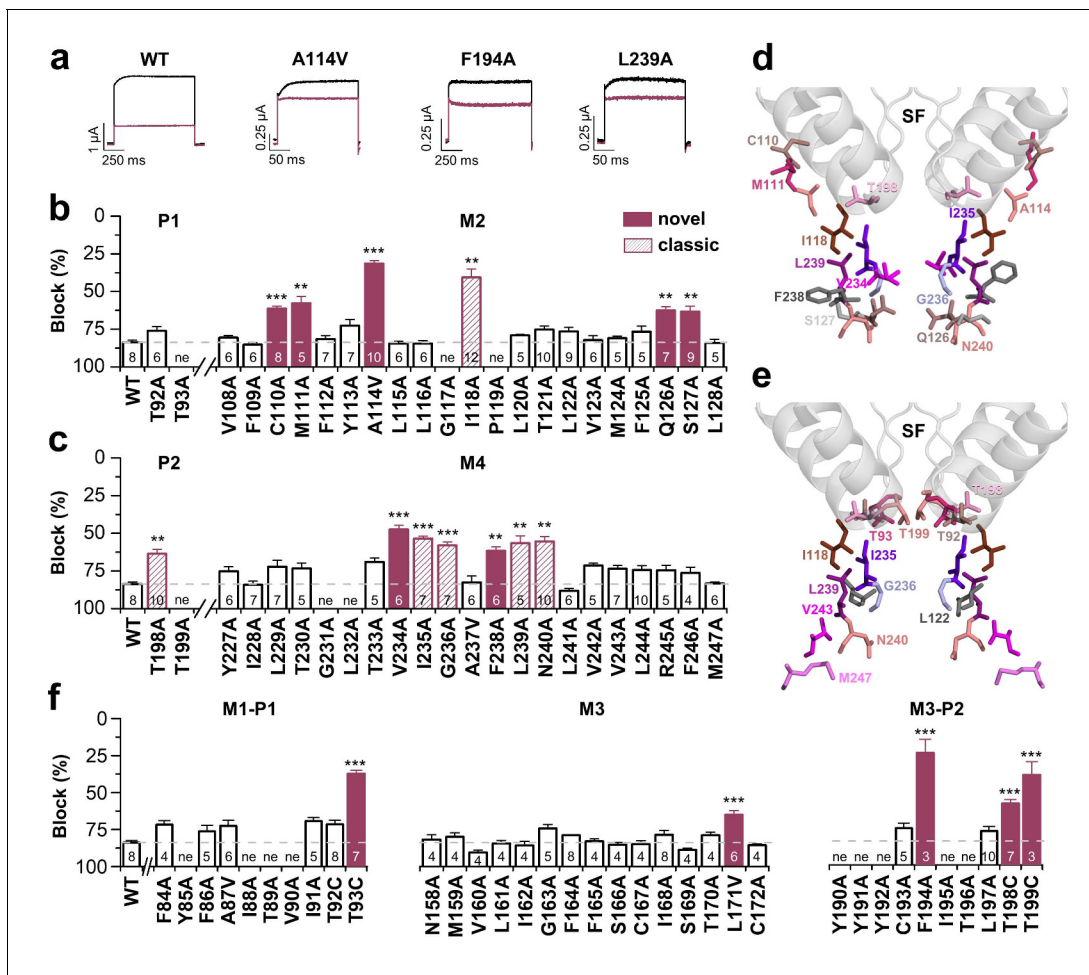 a
WT
A114V
F194A
L239A
1 µA
250 ms
0.25 µA
50 ms
0.25 µA
250 ms
0.25 µA
50 ms
b
P1
M2
novel
classic
Block (%)
0
25
50
75
100
*** ** *** ** ** **
8 6 ne 6 6 8 5 7 7 10 5 6 ne 12 ne 5 10 9 6 5 5 7 9 5
WT T92A T93A V108A F109A C110A M111A F112A Y113A A114V L115A L116A G117A I118A P119A L120A T121A L122A V123A M124A F125A Q126A S127A L128A
c
P2
M4
Block (%)
0
25
50
75
100
** *** *** *** ** ** **
8 10 ne 6 7 7 6 ne ne 5 6 7 7 6 6 5 10 6 6 7 10 5 4 6
WT T198A T199A Y227A I228A L229A T230A G231A L232A T233A V234A I235A G236A A237V F238A L239A N240A L241A V242A V243A L244A R245A F246A M247A
d
SF
C110
M111
T198
A114
I235
I118
L239
V234
F238
G236
S127
Q126
N240
e
SF
T198
T93
T199
T92
I118
I235
L239
G236
V243
L122
N240
M247
f
M1-P1
M3
M3-P2
Block (%)
0
25
50
75
100
*** *** *** *** ***
8 4 ne 5 6 ne ne ne 5 8 7
4 4 4 4 4 5 8 4 4 4 8 4 4 6 4
ne ne ne 5 3 ne ne 10 7 3
WT F84A Y85A F86A A87V I88A T89A V90A I91A T92C T93C
N158A M159A V160A L161A I162A G163A F164A F165A S166A C167A I168A S169A T170A L171V C172A
Y190A Y191A Y192A C193A F194A I195A T196A L197A T198C T199C